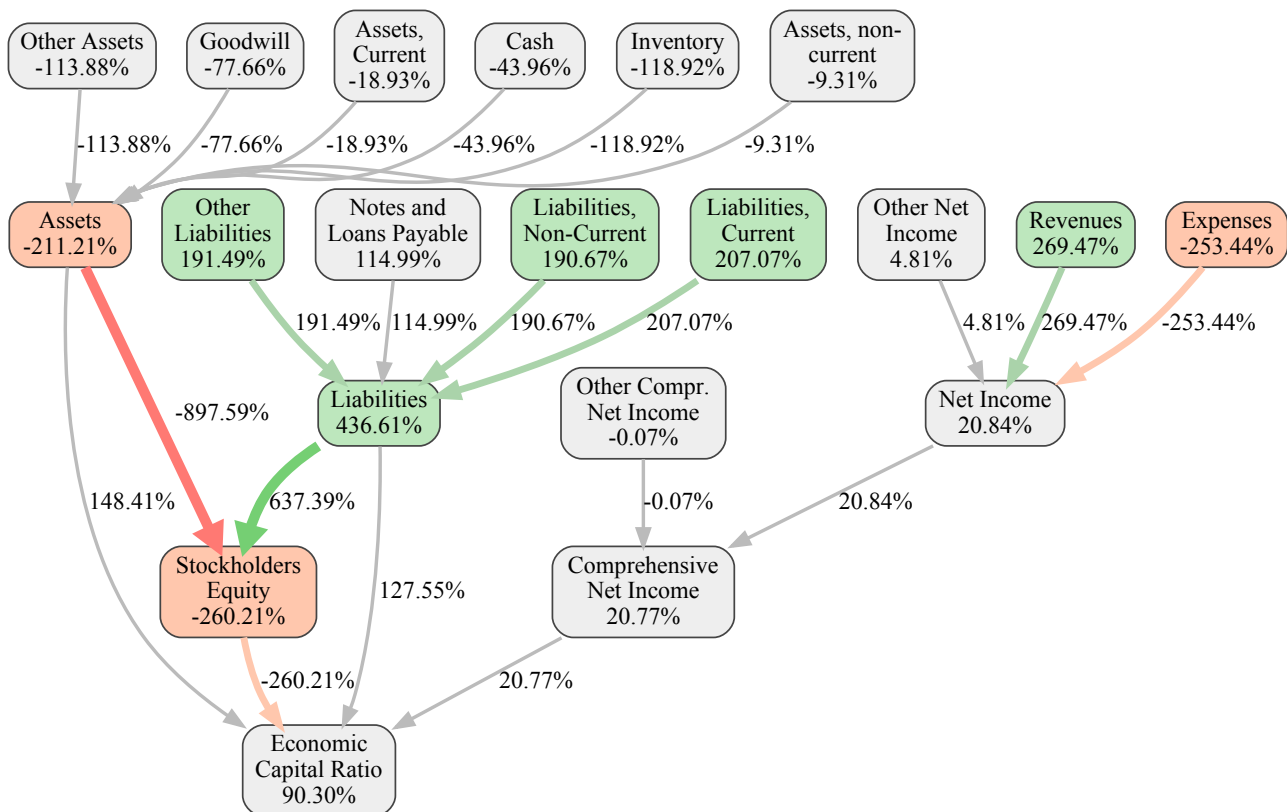 Other Assets
-113.88%
Goodwill
-77.66%
Assets,
Current
-18.93%
Cash
-43.96%
Inventory
-118.92%
Assets, non-
current
-9.31%
-113.88%
-77.66%
-18.93%
-43.96%
-118.92%
-9.31%
Assets
-211.21%
Other
Liabilities
191.49%
Notes and
Loans Payable
114.99%
Liabilities,
Non-Current
190.67%
Liabilities,
Current
207.07%
Other Net
Income
4.81%
Revenues
269.47%
Expenses
-253.44%
191.49%
114.99%
190.67%
207.07%
4.81%
269.47%
-253.44%
-897.59%
Liabilities
436.61%
Other Compr.
Net Income
-0.07%
Net Income
20.84%
148.41%
637.39%
-0.07%
20.84%
Stockholders
Equity
-260.21%
127.55%
Comprehensive
Net Income
20.77%
-260.21%
20.77%
Economic
Capital Ratio
90.30%